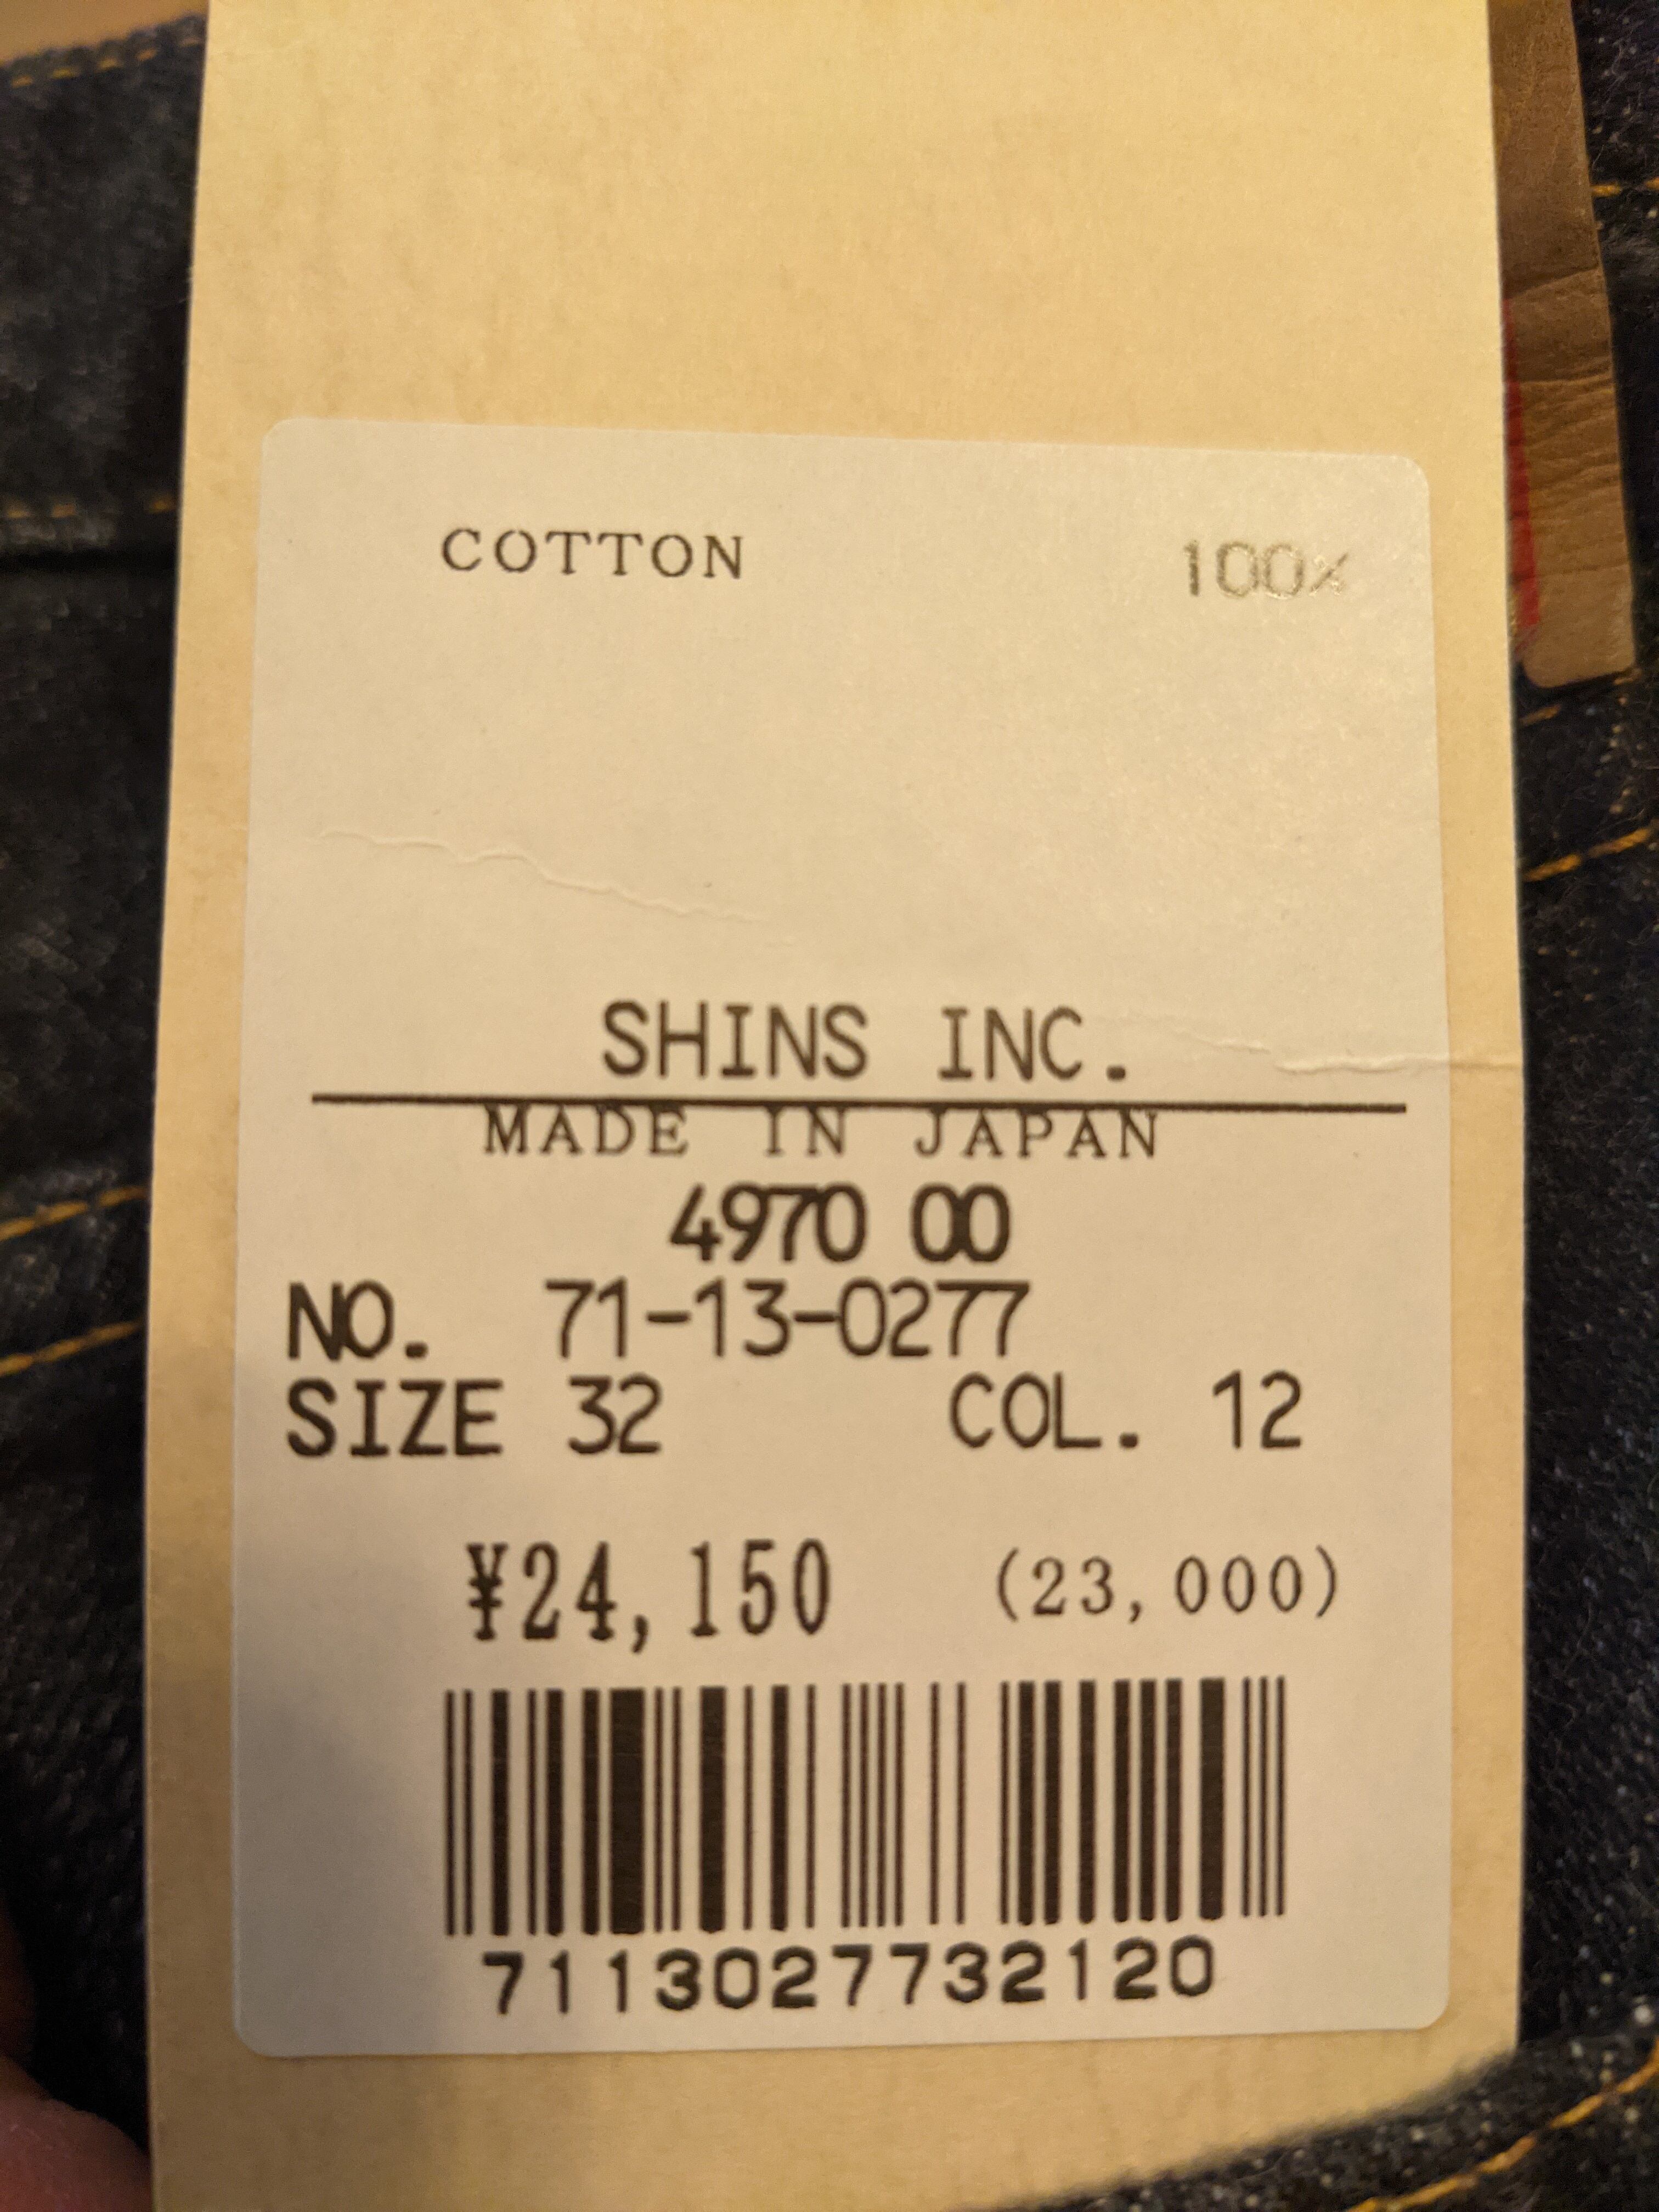 COTTON 100%
SHINS INC.
MADE IN JAPAN
4970 00
NO. 71-13-0277
SIZE 32 COL. 12
¥24,150 (23,000)
7113027732120